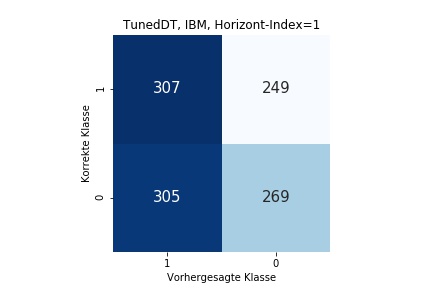 TunedDT, IBM, Horizont-Index=1
Korrekte Klasse
1
307
249
0
305
269
1
0
Vorhergesagte Klasse